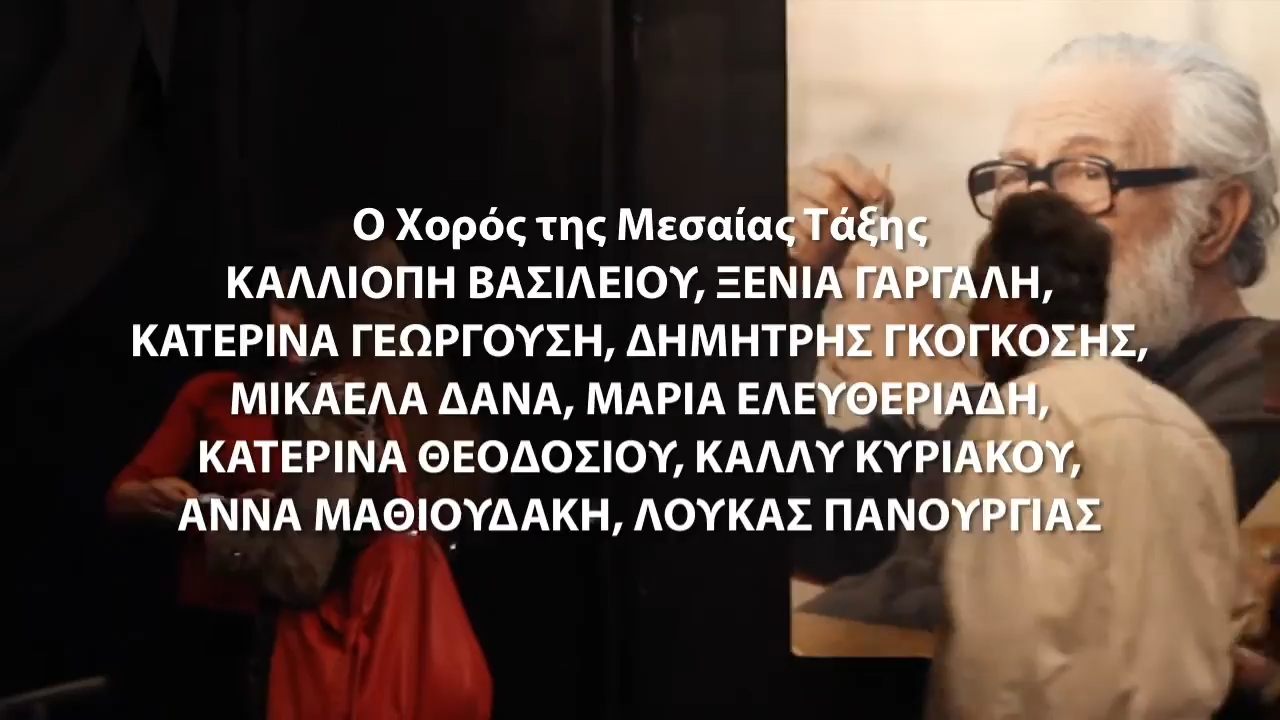 Ο Χορός της Μεσαίας Τάξης
ΚΑΛΛΙΟΠΗ ΒΑΣΙΛΕΙΟΥ, ΞΕΝΙΑ ΓΑΡΓΑΛΗ,
ΚΑΤΕΡΙΝΑ ΓΕΩΡΓΟΥΣΗ, ΔΗΜΗΤΡΗΣ ΓΚΟΓΚΟΣΗΣ,
ΜΙΚΑΕΛΑ ΔΑΝΑ, ΜΑΡΙΑ ΕΛΕΥΘΕΡΙΑΔΗ,
ΚΑΤΕΡΙΝΑ ΘΕΟΔΟΣΙΟΥ, ΚΑΛΛΥ ΚΥΡΙΑΚΟΥ,
ΑΝΝΑ ΜΑΘΙΟΥΔΑΚΗ, ΛΟΥΚΑΣ ΠΑΝΟΥΡΓΙΑΣ